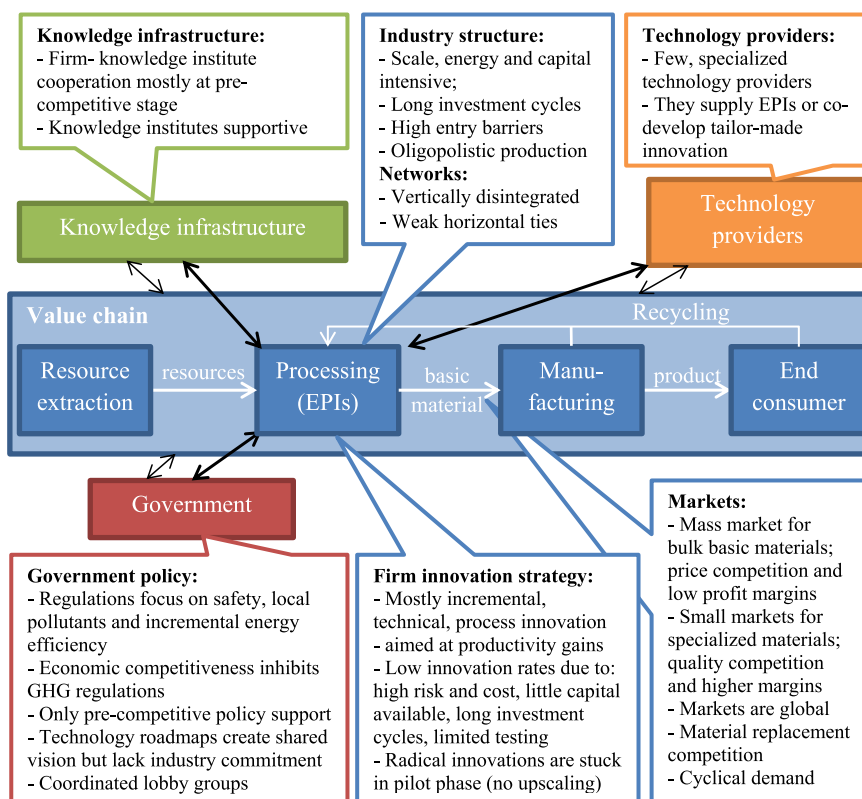 Knowledge infrastructure:
- Firm- knowledge institute
cooperation mostly at pre-
competitive stage
- Knowledge institutes supportive
Industry structure:
- Scale, energy and capital
intensive;
- Long investment cycles
- High entry barriers
- Oligopolistic production
Networks:
- Vertically disintegrated
- Weak horizontal ties
Technology providers:
- Few, specialized
technology providers
- They supply EPIs or co-
develop tailor-made
innovation
Knowledge infrastructure
Technology
providers
Value chain
Recycling
Resource
extraction
resources
Processing
(EPIs)
basic
material
Manu-
facturing
product
End
consumer
Government
Government policy:
- Regulations focus on safety, local
pollutants and incremental energy
efficiency
- Economic competitiveness inhibits
GHG regulations
- Only pre-competitive policy support
- Technology roadmaps create shared
vision but lack industry commitment
- Coordinated lobby groups
Firm innovation strategy:
- Mostly incremental,
technical, process innovation
- aimed at productivity gains
- Low innovation rates due to:
high risk and cost, little capital
available, long investment
cycles, limited testing
- Radical innovations are stuck
in pilot phase (no upscaling)
Markets:
- Mass market for
bulk basic materials;
price competition and
low profit margins
- Small markets for
specialized materials;
quality competition
and higher margins
- Markets are global
- Material replacement
competition
- Cyclical demand